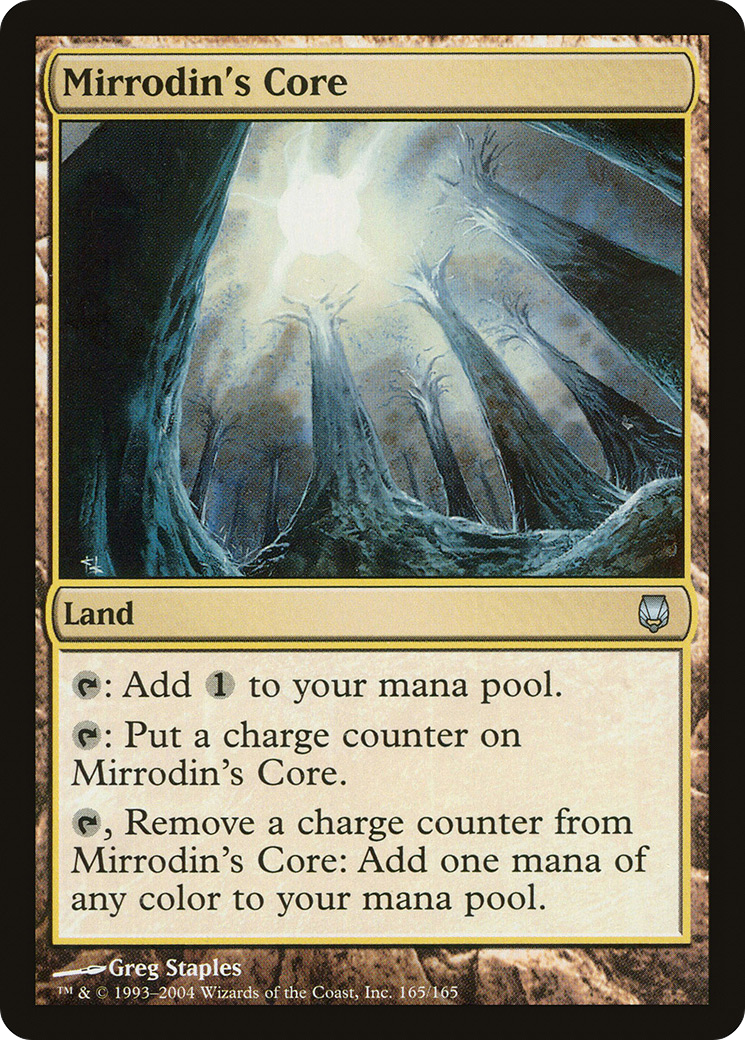 Mirrodin's Core
Land
: Add 1 to your mana pool.
: Put a charge counter on
Mirrodin's Core.
, Remove a charge counter from
Mirrodin's Core: Add one mana of
any color to your mana pool.
Greg Staples
™ & © 1993–2004 Wizards of the Coast, Inc. 165/165